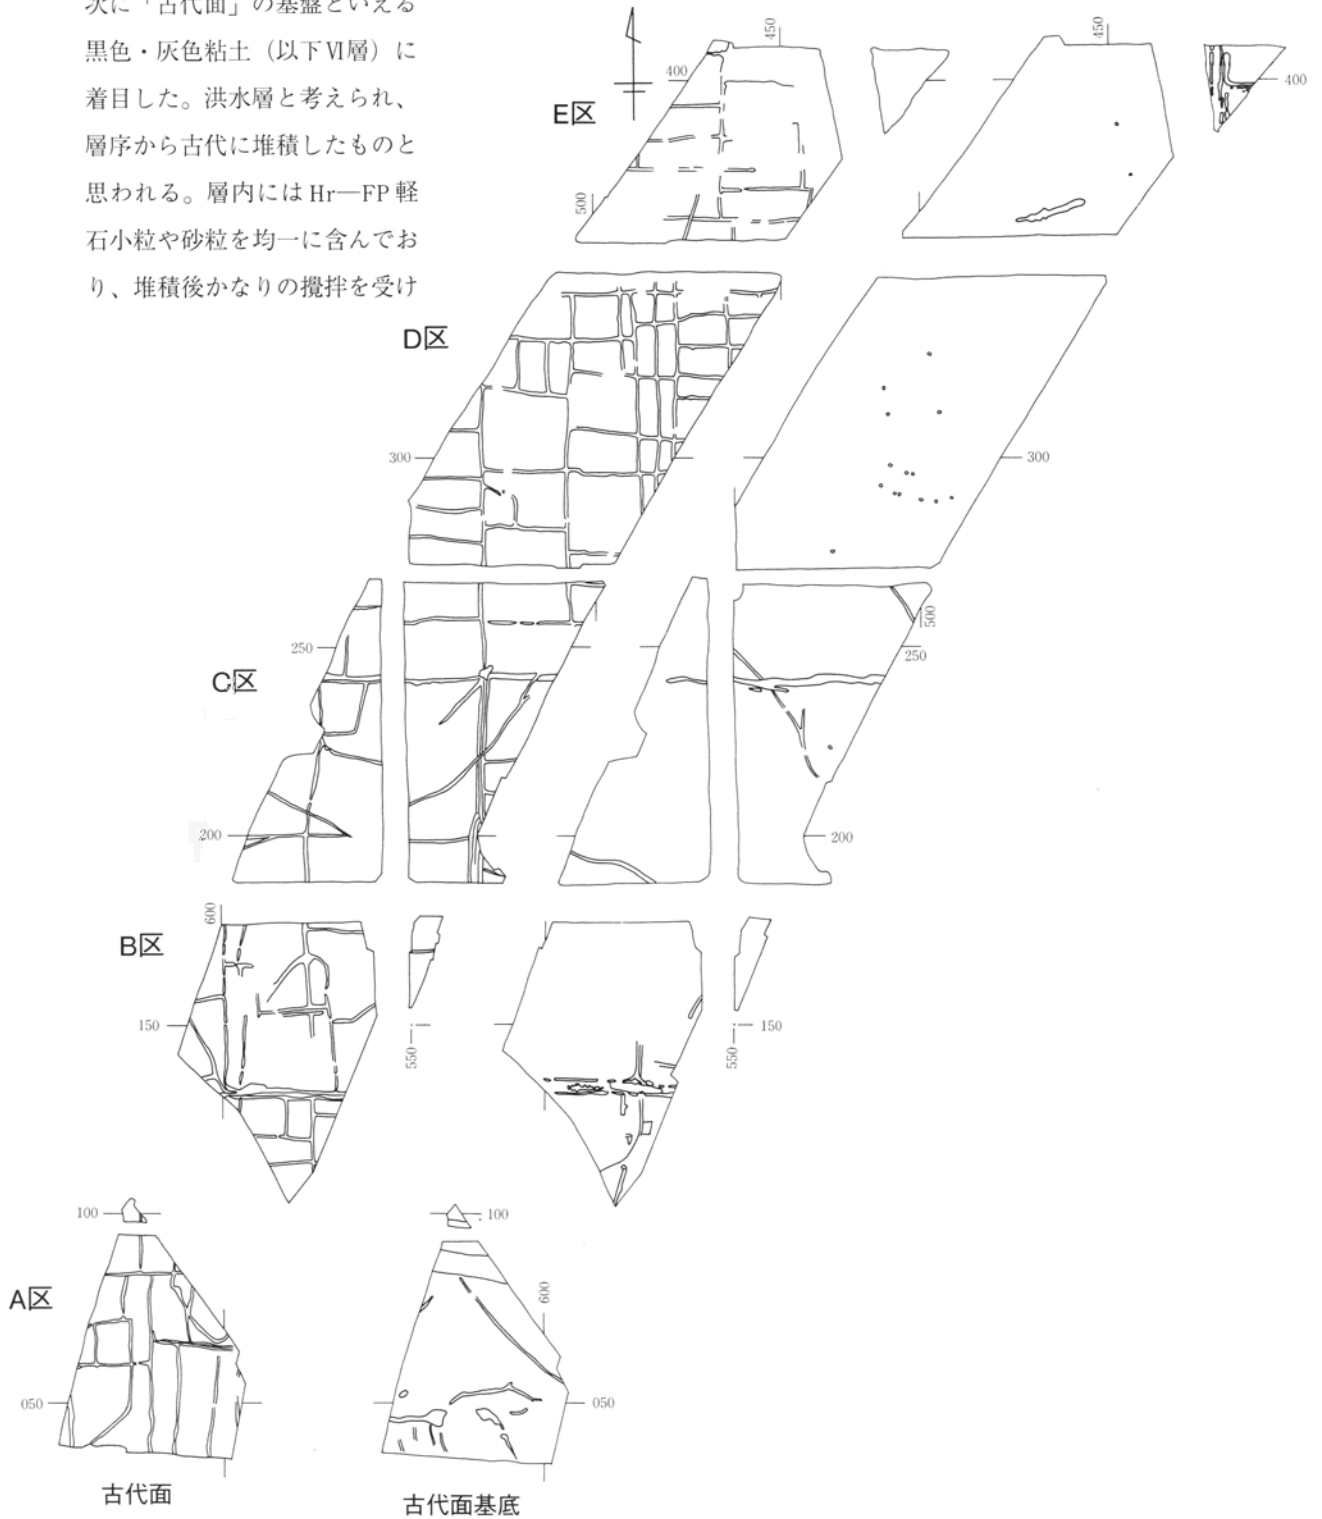 次に「古代面」の基盤といえる
黒色・灰色粘土（以下Ⅵ層）に
着目した。洪水層と考えられ、
層序から古代に堆積したものと
思われる。層内には Hr―FP 軽
石小粒や砂粒を均一に含んでお
り、堆積後かなりの攪拌を受け
450
450
400
400
E区
500
D区
300
300
500
250
250
C区
200
200
600
B区
150
150
550
550
100
100
A区
600
050
050
古代面
古代面基底